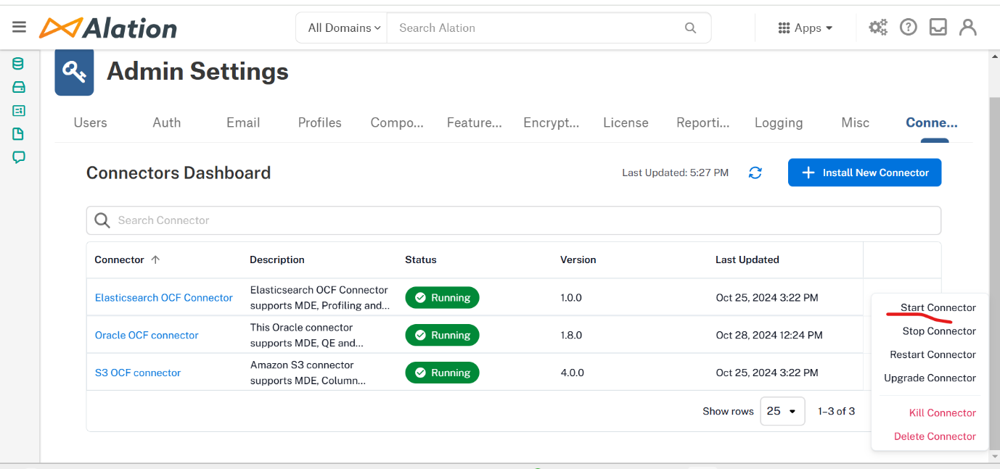 Alation
All Domains
Search Alation
Apps
Admin Settings
Users Auth Email Profiles Compo... Feature... Encrypt... License Reporti... Logging Misc Conne...
Connectors Dashboard
Last Updated: 5:27 PM
Install New Connector
Search Connector
Connector Description Status Version Last Updated
Elasticsearch OCF Connector
Elasticsearch OCF Connector
supports MDE, Profiling and...
Running
1.0.0
Oct 25, 2024 3:22 PM
Oracle OCF connector
This Oracle connector
supports MDE, QE and...
Running
1.8.0
Oct 28, 2024 12:24 PM
S3 OCF connector
Amazon S3 connector
supports MDE, Column...
Running
4.0.0
Oct 25, 2024 3:22 PM
Show rows 25 1–3 of 3
Start Connector
Stop Connector
Restart Connector
Upgrade Connector
Kill Connector
Delete Connector